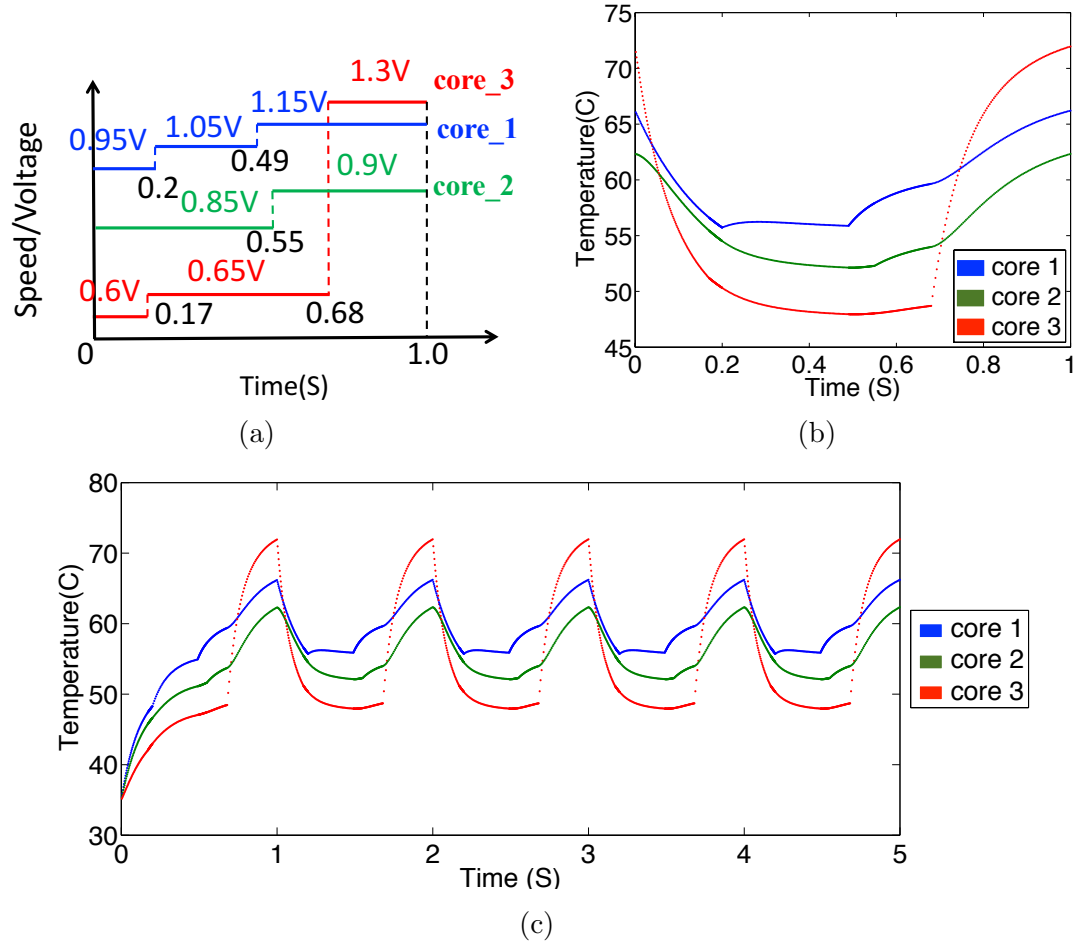 1.3V
core_3
1.15V
core_1
1.05V
0.95V
0.49
0.2
0.9V
core_2
0.85V
0.55
0.65V
0.6V
0.17
0.68
0
1.0
Speed/Voltage
Time(S)
(a)
75
70
65
60
55
50
45
Temperature(C)
0
0.2
0.4
0.6
0.8
1
Time (S)
core 1
core 2
core 3
(b)
80
70
60
50
40
30
Temperature(C)
0
1
2
3
4
5
Time (S)
core 1
core 2
core 3
(c)